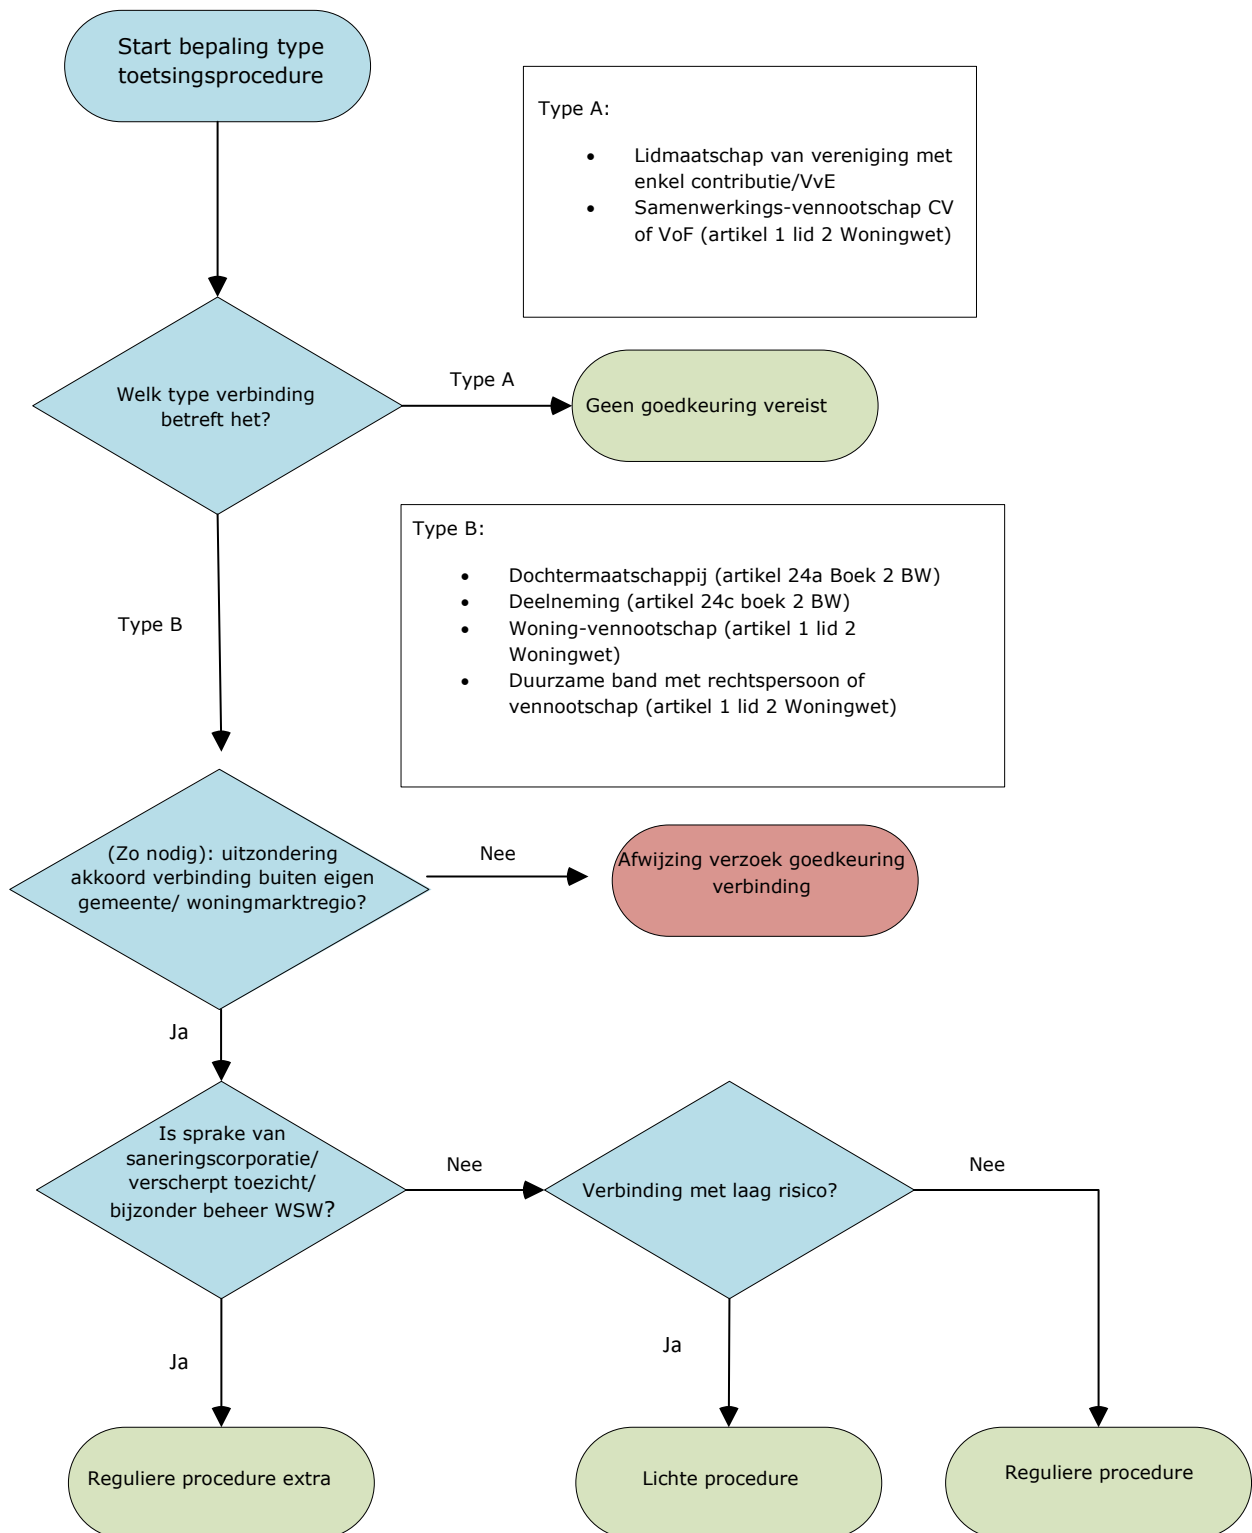 Start bepaling type
toetsingsprocedure
Type A:
• Lidmaatschap van vereniging met
enkel contributie/VvE
• Samenwerkings-vennootschap CV
of VoF (artikel 1 lid 2 Woningwet)
Welk type verbinding
betreft het?
Type A
Geen goedkeuring vereist
Type B:
• Dochtermaatschappij (artikel 24a Boek 2 BW)
• Deelneming (artikel 24c boek 2 BW)
• Woning-vennootschap (artikel 1 lid 2
Woningwet)
• Duurzame band met rechtspersoon of
vennootschap (artikel 1 lid 2 Woningwet)
Type B
(Zo nodig): uitzondering
akkoord verbinding buiten eigen
gemeente/ woningmarktregio?
Nee
Afwijzing verzoek goedkeuring
verbinding
Ja
Is sprake van
saneringscorporatie/
verscherpt toezicht/
bijzonder beheer WSW?
Nee
Verbinding met laag risico?
Nee
Ja
Ja
Reguliere procedure extra
Lichte procedure
Reguliere procedure